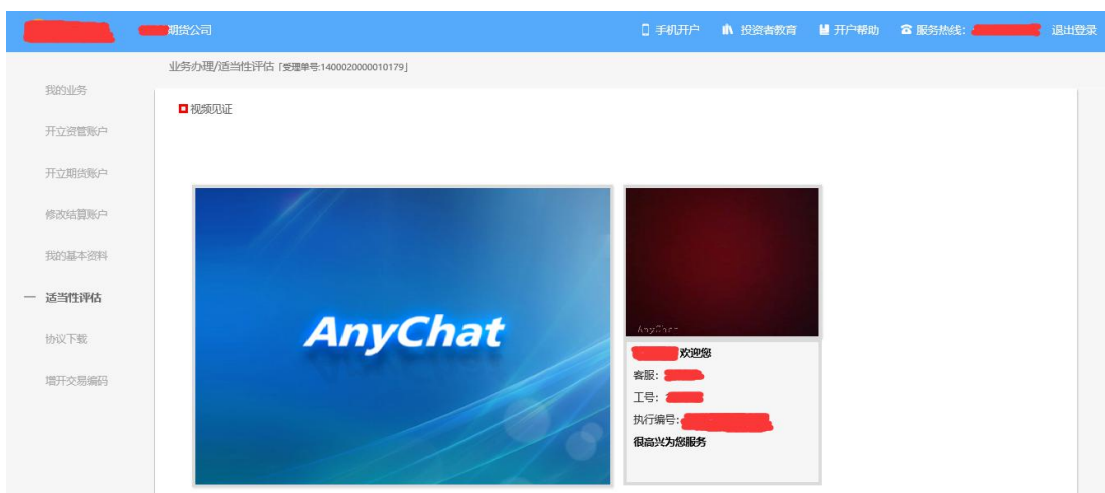 期货公司 手机开户 投资者教育 开户帮助 服务热线: 退出登录
业务办理/适当性评估「受理单号:1400020000010179」
我的业务
视频见证
开立资管账户
开立期货账户
修改结算账户
我的基本资料
一 适当性评估
协议下载
增开交易编码
AnyChat
AnyChat
欢迎您
客服:
工号:
执行编号:
很高兴为您服务